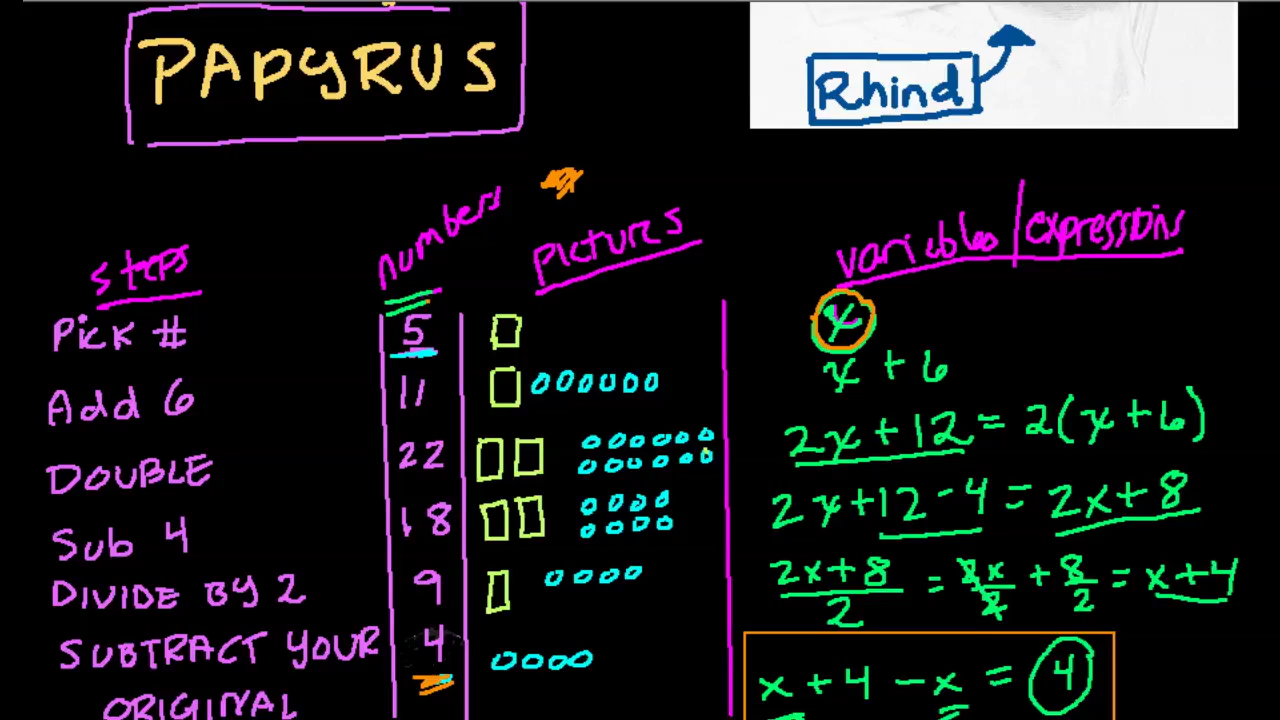 PAPYRUS
Rhind
steps numbers Pictures variables | expressions
Pick # 5 x
Add 6 11 x + 6
DOUBLE 22 2x + 12 = 2(x + 6)
Sub 4 18 2x + 12 - 4 = 2x + 8
DIVIDE BY 2 9 2x + 8 / 2 = 2x / 2 + 8 / 2 = x + 4
SUBTRACT YOUR 4 x + 4 - x = 4
ORIGINAL